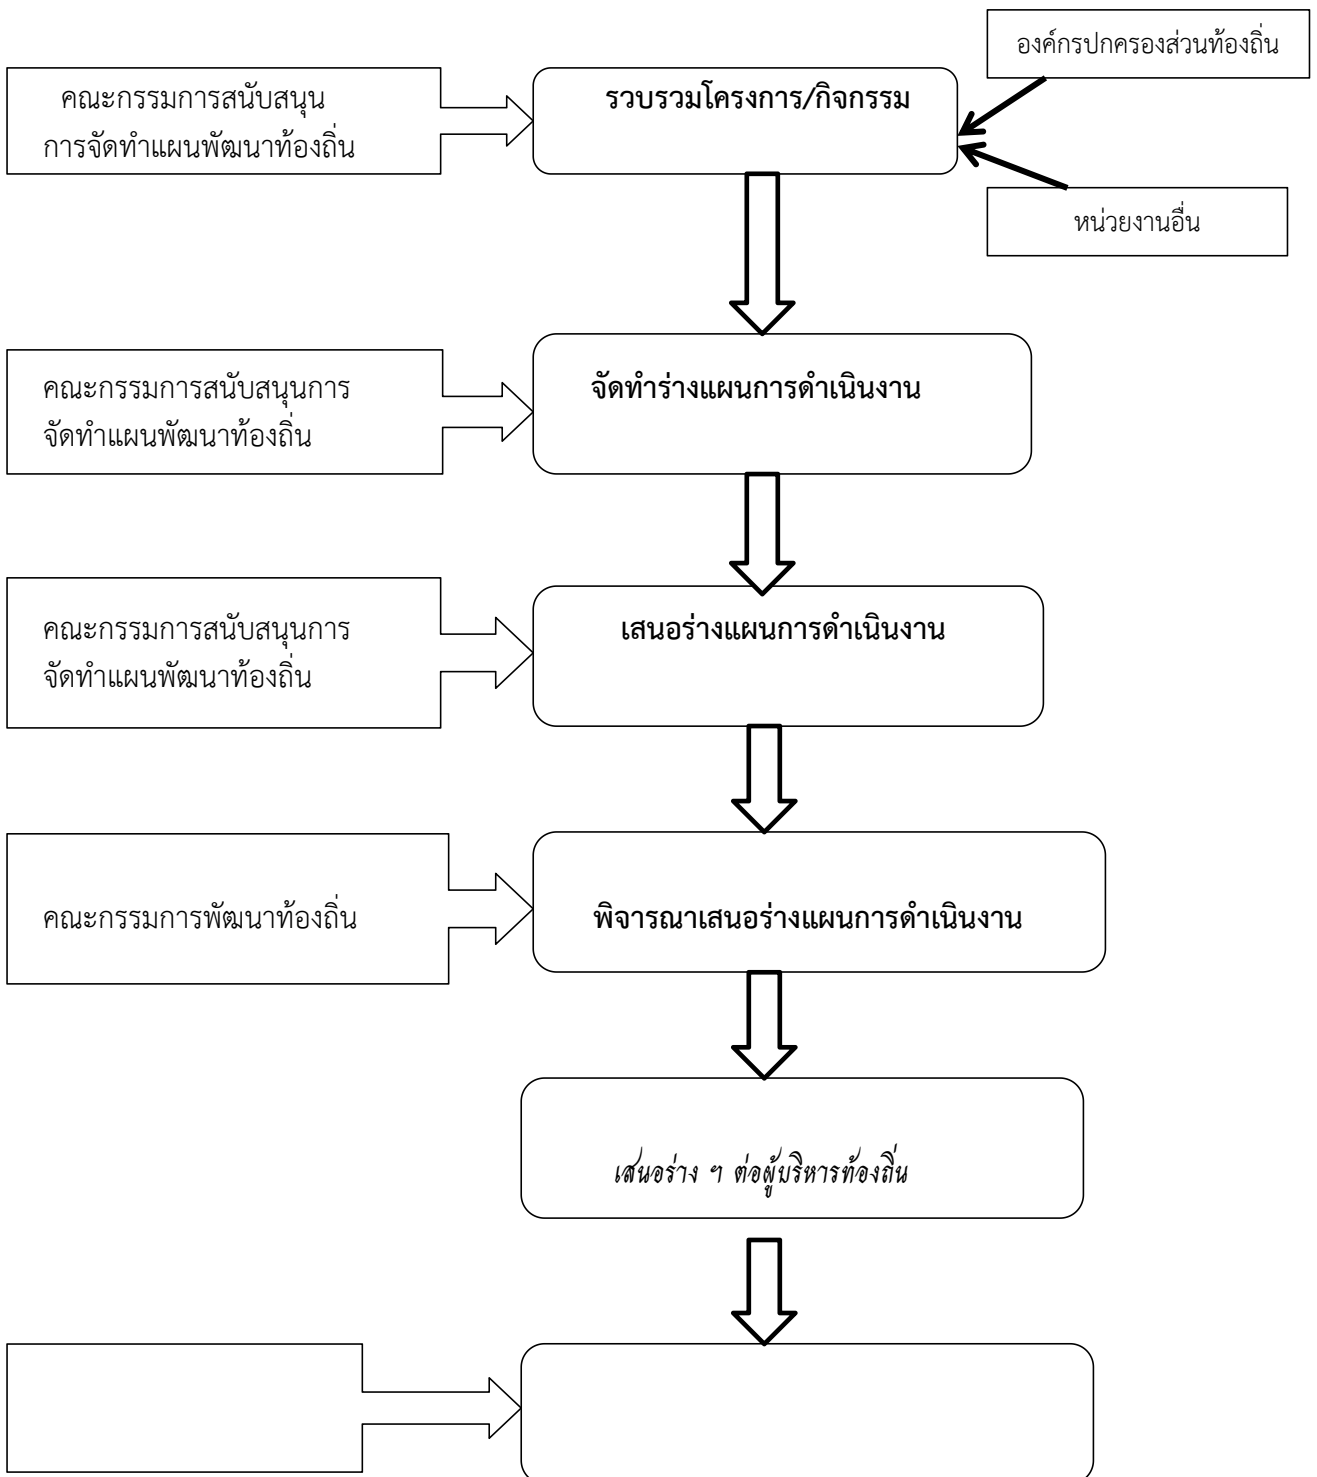 องค์กรปกครองส่วนท้องถิ่น
คณะกรรมการสนับสนุน
การจัดทำแผนพัฒนาท้องถิ่น
รวบรวมโครงการ/กิจกรรม
หน่วยงานอื่น
คณะกรรมการสนับสนุนการ
จัดทำแผนพัฒนาท้องถิ่น
จัดทำร่างแผนการดำเนินงาน
คณะกรรมการสนับสนุนการ
จัดทำแผนพัฒนาท้องถิ่น
เสนอร่างแผนการดำเนินงาน
คณะกรรมการพัฒนาท้องถิ่น
พิจารณาเสนอร่างแผนการดำเนินงาน
เสนอร่าง ฯ ต่อผู้บริหารท้องถิ่น